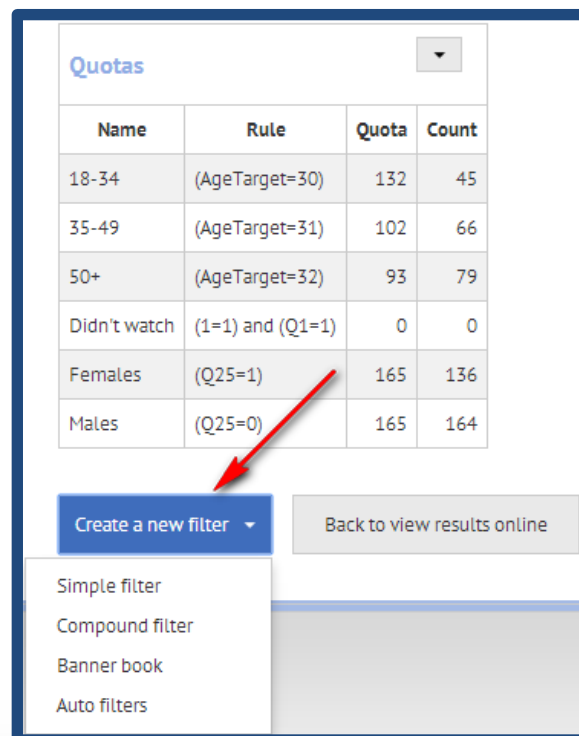 Quotas
Name Rule Quota Count
18-34 (AgeTarget=30) 132 45
35-49 (AgeTarget=31) 102 66
50+ (AgeTarget=32) 93 79
Didn't watch (1=1) and (Q1=1) 0 0
Females (Q25=1) 165 136
Males (Q25=0) 165 164
Create a new filter Back to view results online
Simple filter
Compound filter
Banner book
Auto filters